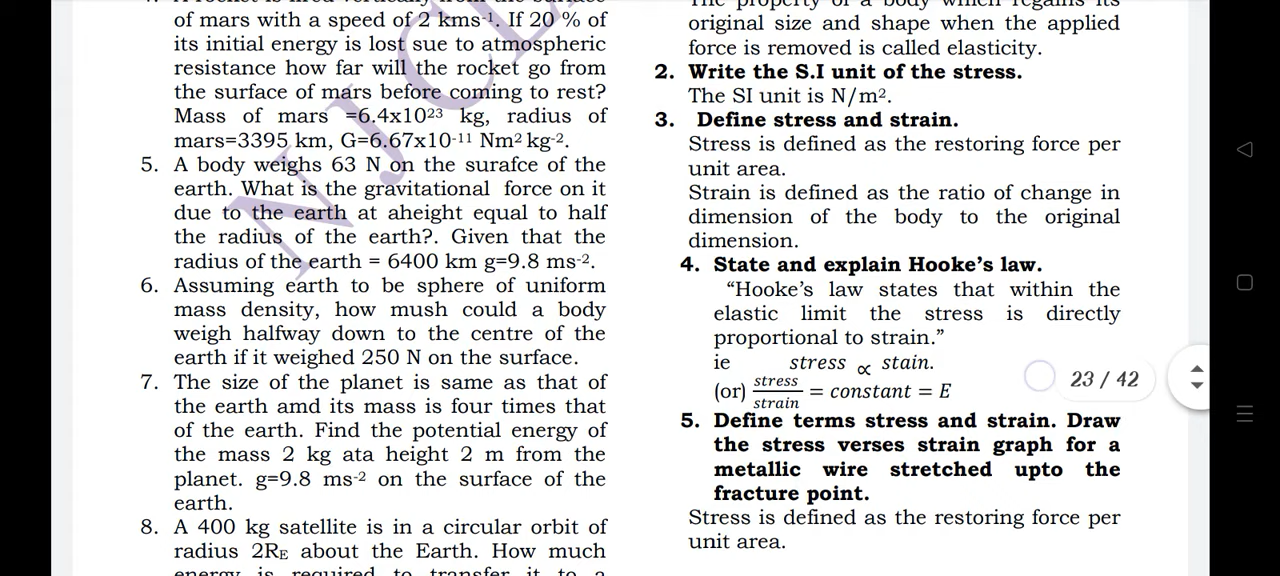 of mars with a speed of 2 kms-1. If 20 % of
its initial energy is lost sue to atmospheric
resistance how far will the rocket go from
the surface of mars before coming to rest?
Mass of mars =6.4x10²³ kg, radius of
mars=3395 km, G=6.67x10-11 Nm² kg-2.
5. A body weighs 63 N on the surafce of the
earth. What is the gravitational force on it
due to the earth at aheight equal to half
the radius of the earth?. Given that the
radius of the earth = 6400 km g=9.8 ms-2.
6. Assuming earth to be sphere of uniform
mass density, how mush could a body
weigh halfway down to the centre of the
earth if it weighed 250 N on the surface.
7. The size of the planet is same as that of
the earth amd its mass is four times that
of the earth. Find the potential energy of
the mass 2 kg ata height 2 m from the
planet. g=9.8 ms-2 on the surface of the
earth.
8. A 400 kg satellite is in a circular orbit of
radius 2RE about the Earth. How much
energy is required to transfer it to a
The property of a body which regains its
original size and shape when the applied
force is removed is called elasticity.
2. Write the S.I unit of the stress.
The SI unit is N/m².
3. Define stress and strain.
Stress is defined as the restoring force per
unit area.
Strain is defined as the ratio of change in
dimension of the body to the original
dimension.
4. State and explain Hooke's law.
"Hooke's law states that within the
elastic limit the stress is directly
proportional to strain."
ie stress ∝ stain.
(or) stress/strain = constant = E
5. Define terms stress and strain. Draw
the stress verses strain graph for a
metallic wire stretched upto the
fracture point.
Stress is defined as the restoring force per
unit area.
23 / 42